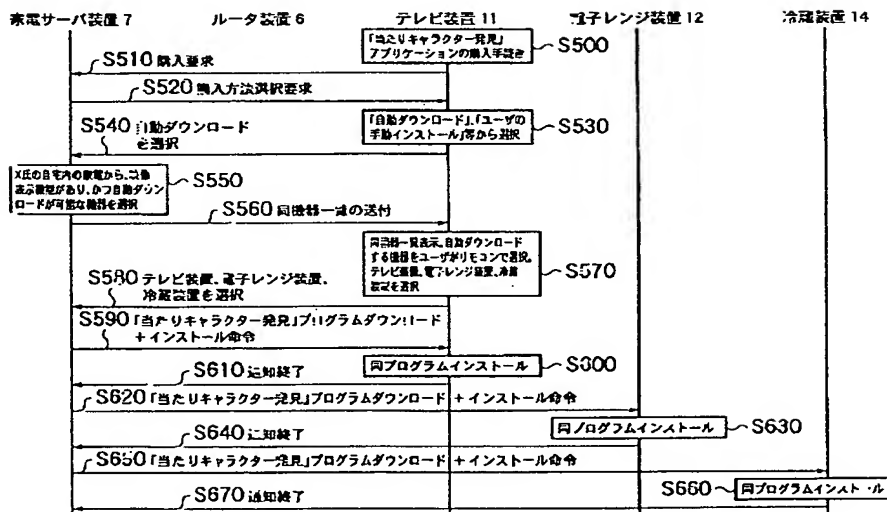 家電サーバ装置 7
ルータ装置 6
テレビ装置 11
電子レンジ装置 12
冷蔵装置 14
「当たりキャラクター発見」
アプリケーションの購入手続き
S500
S510 購入要求
S520 購入方法選択要求
「自動ダウンロード」、「ユーザの
手動インストール」等から選択
S530
S540 自動ダウンロード
を選択
X氏の自宅内の家電から、映像
表示機能があり、かつ自動ダウン
ロードが可能な機器を選択
S550
S560 同機器一覧の送付
同機器一覧表示、自動ダウンロード
する機器をユーザがリモコンで選択。
テレビ装置、電子レンジ装置、冷蔵
装置を選択
S570
S580 テレビ装置、電子レンジ装置、
冷蔵装置を選択
S590 「当たりキャラクター発見」プログラムダウンロード
+インストール命令
同プログラムインストール
S600
S610 通知終了
S620 「当たりキャラクター発見」プログラムダウンロード + インストール命令
同プログラムインストール
S630
S640 通知終了
S650 「当たりキャラクター発見」プログラムダウンロード + インストール命令
S660
同プログラムインストール
S670 通知終了